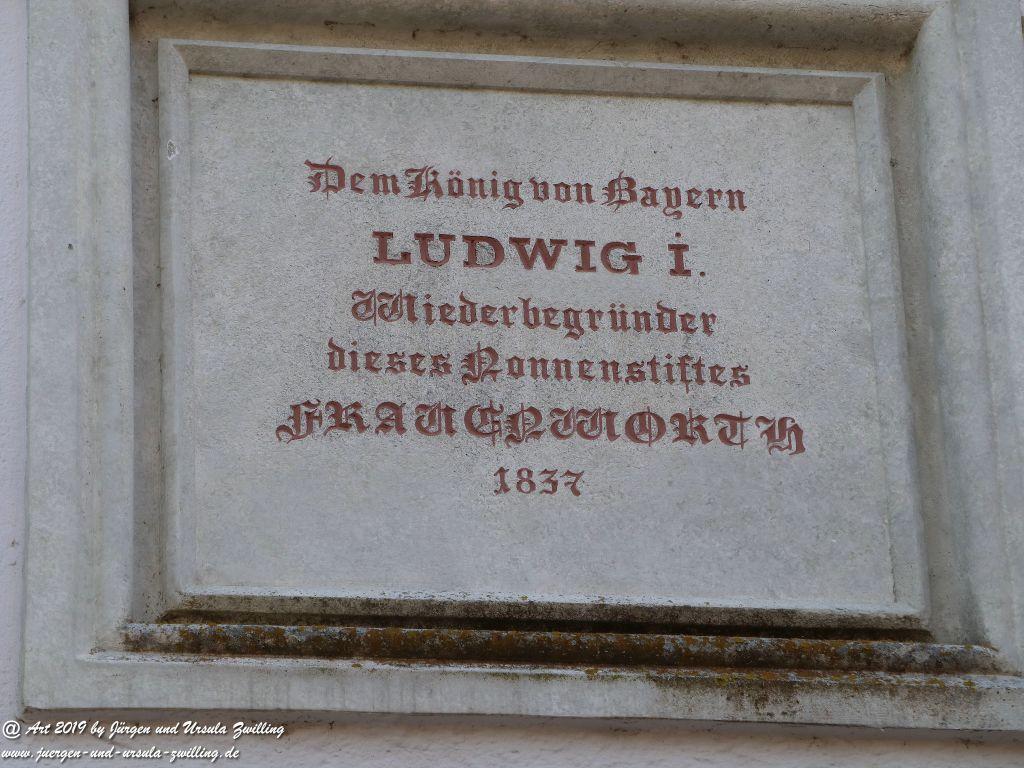 Dem König von Bayern
LUDWIG I.
Wiederbegründer
dieses Nonnenstiftes
FRAUENWORTH
1837
@ Art 2019 by Jürgen und Ursula Zwilling
www.juergen-und-ursula-zwilling.de